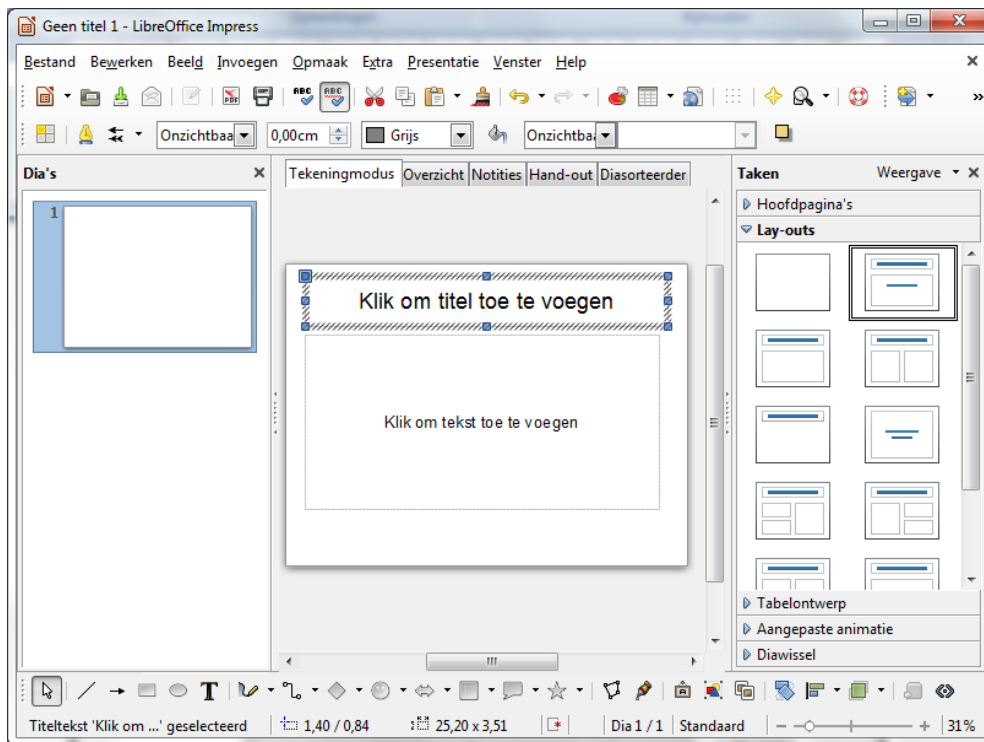 Geen titel 1 - LibreOffice Impress
Bestand Bewerken Beeld Invoegen Opmaak Extra Presentatie Venster Help
Onzichtbaa 0,00cm Grijs Onzichtba
Dia's
Tekeningmodus Overzicht Notities Hand-out Diasorteerder
Taken Weergave
1
Hoofdpagina's
Lay-outs
Klik om titel toe te voegen
Klik om tekst toe te voegen
Tabelontwerp
Aangepaste animatie
Diawissel
Titeltekst 'Klik om ...' geselecteerd 1,40 / 0,84 25,20 x 3,51 Dia 1 / 1 Standaard 31%